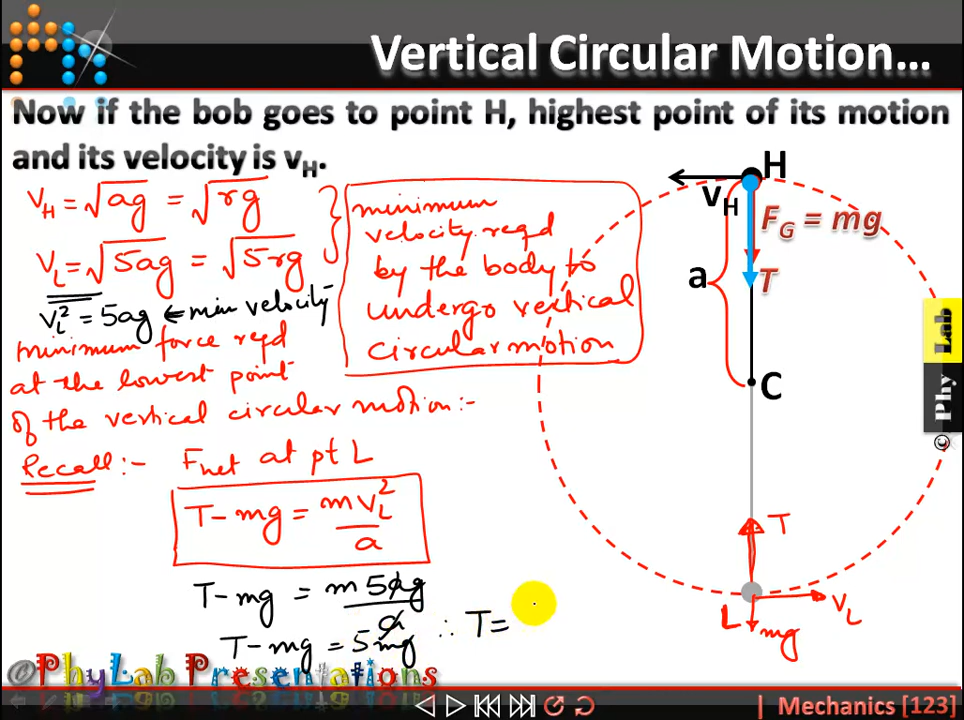 Vertical Circular Motion...
Now if the bob goes to point H, highest point of its motion
and its velocity is vH.
vH = √ag = √rg
vL = √5ag = √5rg
vL² = 5ag ← min velocity
minimum
velocity reqd
by the body to
undergo vertical
circular motion
minimum force reqd
at the lowest point
of the vertical circular motion:-
Recall:- Fnet at pt L
T - mg = mvL²/a
T - mg = m5ag/a
T - mg = 5mg ∴ T =
H
vH
FG = mg
a
T
C
T
L
vL
mg
© Phy Lab
©PhyLab Presentations
| Mechanics [123]